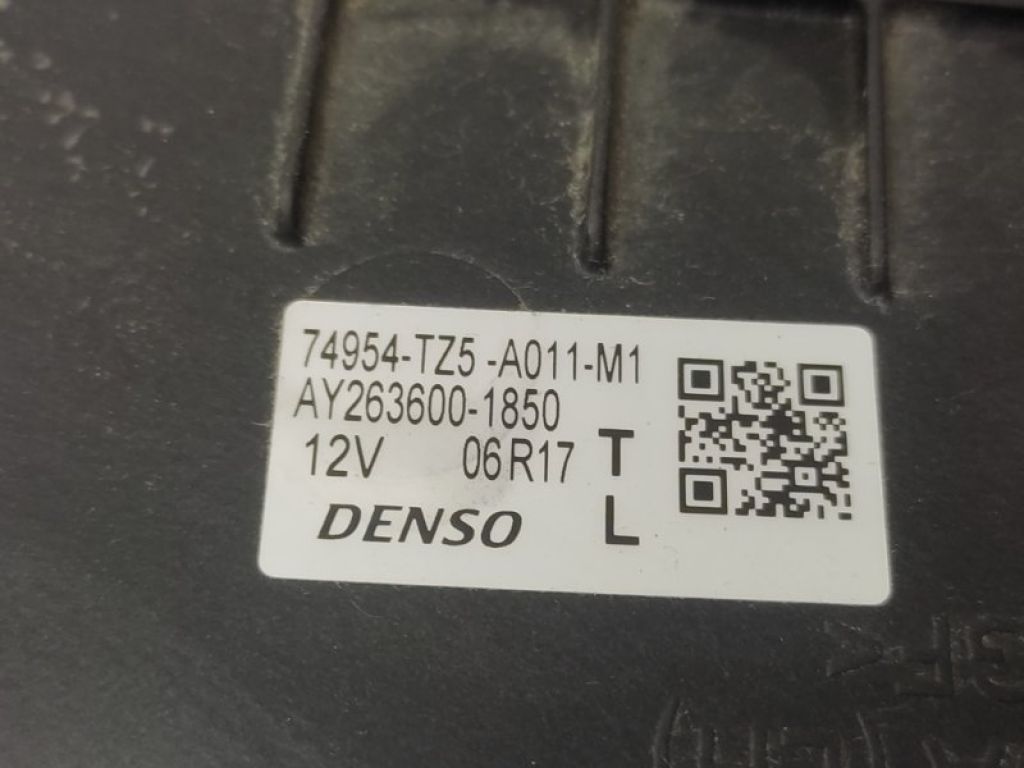 74954-TZ5 -A011-M1
AY263600-1850
12V 06R17 T
DENSO L